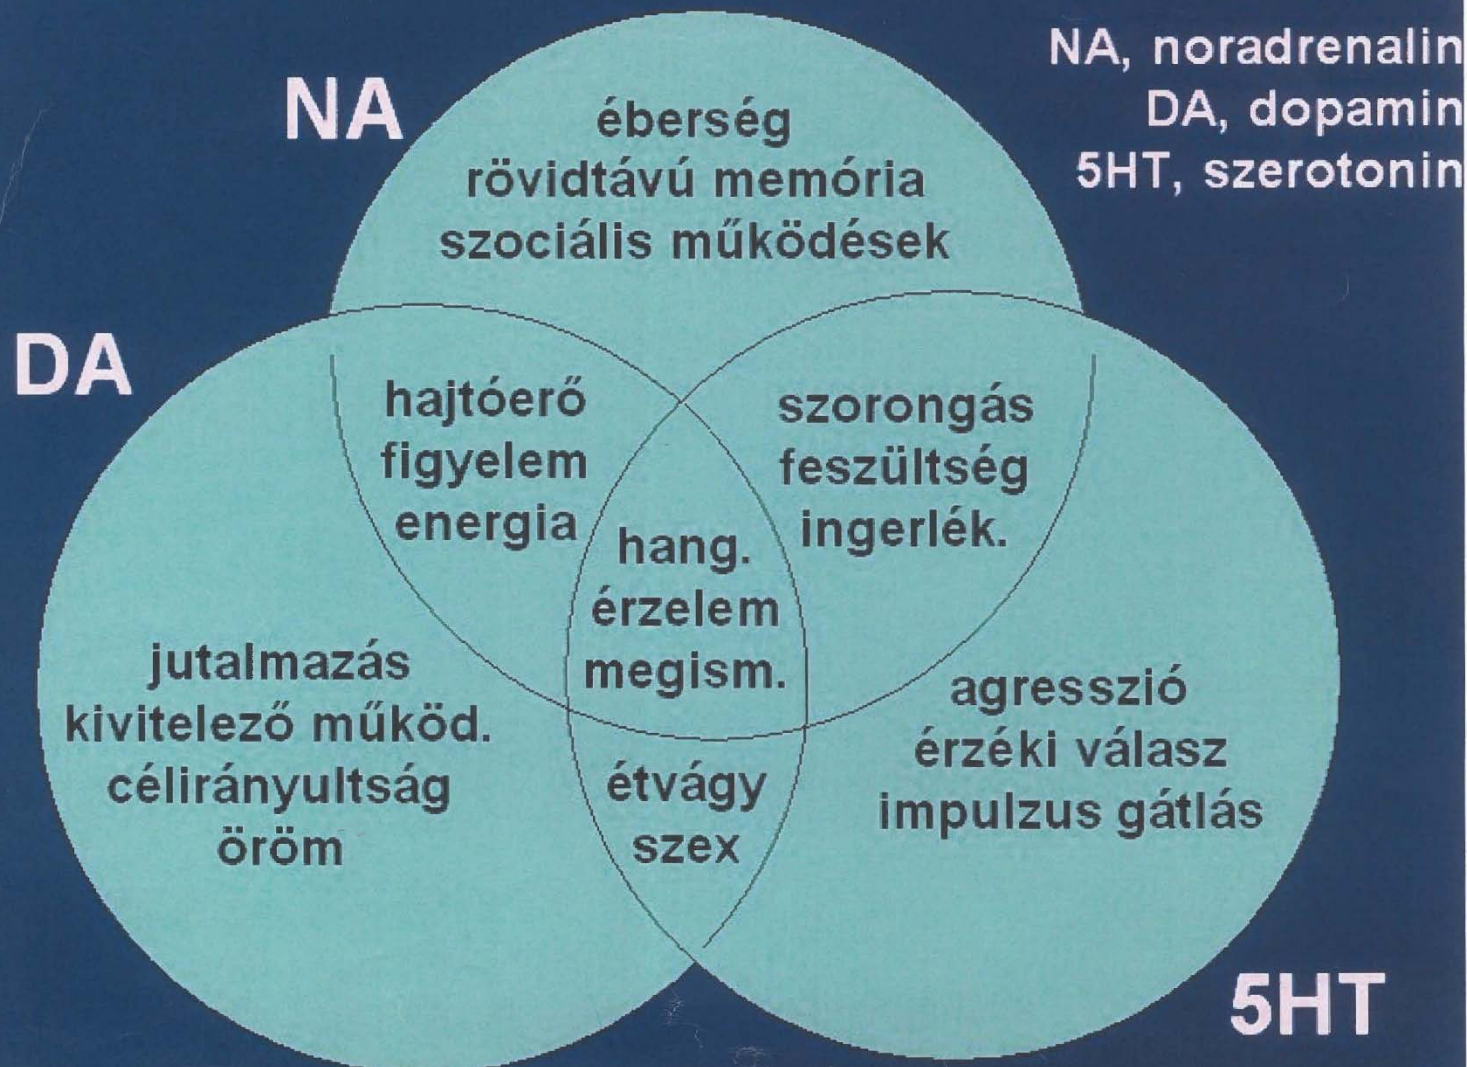 NA, noradrenalin
DA, dopamin
5HT, szerotonin
NA
éberség
rövidtávú memória
szociális működések
DA
hajtóerő
figyelem
energia
szorongás
feszültség
ingerlék.
hang.
érzelem
megism.
jutalmazás
kivitelező működ.
célirányultság
öröm
agresszió
érzéki válasz
impulzus gátlás
étvágy
szex
5HT